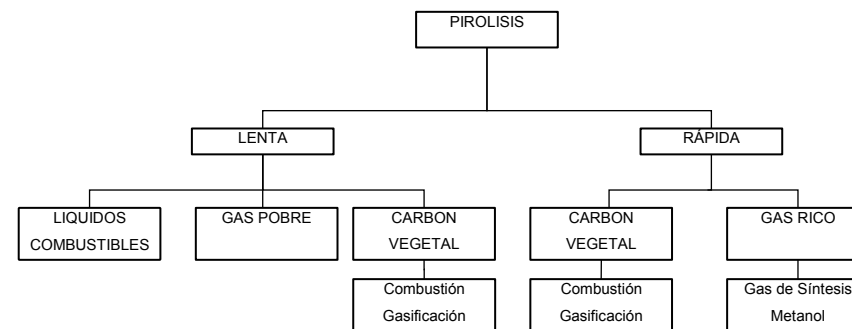 PIROLISIS
LENTA
RÁPIDA
LIQUIDOS
COMBUSTIBLES
GAS POBRE
CARBON
VEGETAL
CARBON
VEGETAL
GAS RICO
Combustión
Gasificación
Combustión
Gasificación
Gas de Síntesis
Metanol